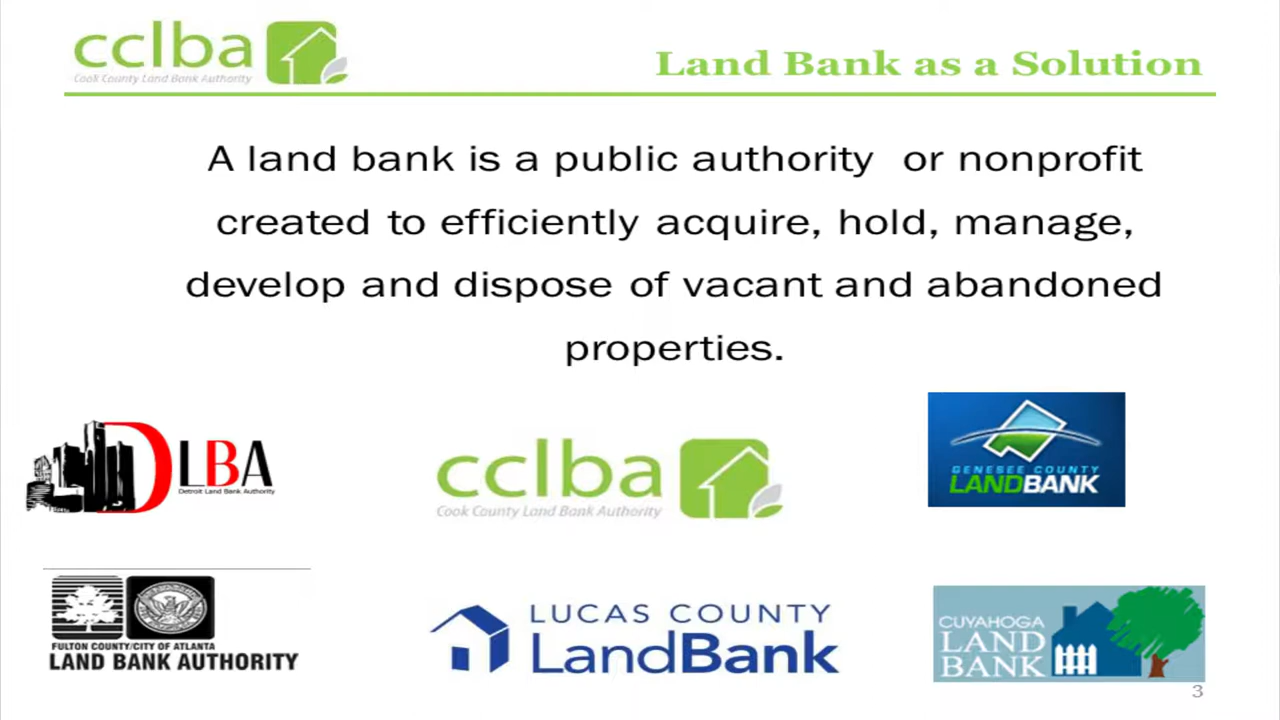 cclba
Cook County Land Bank Authority
Land Bank as a Solution
A land bank is a public authority or nonprofit
created to efficiently acquire, hold, manage,
develop and dispose of vacant and abandoned
properties.
DLBA
Detroit Land Bank Authority
cclba
Cook County Land Bank Authority
GENESEE COUNTY
LANDBANK
FULTON COUNTY/CITY OF ATLANTA
LAND BANK AUTHORITY
LUCAS COUNTY
LandBank
CUYAHOGA
LAND
BANK
3